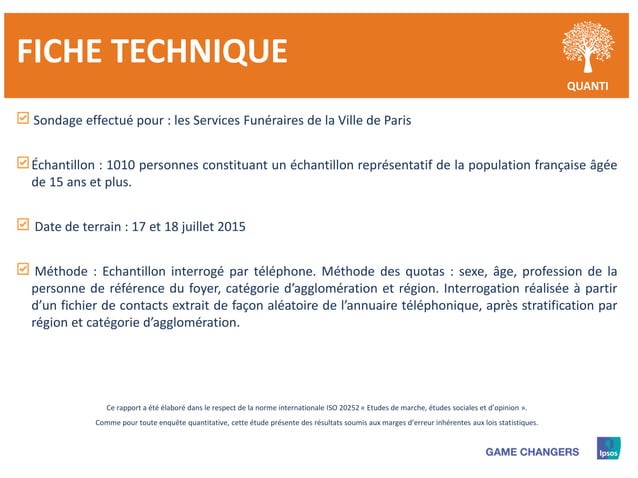 FICHE TECHNIQUE
QUANTI
Sondage effectué pour : les Services Funéraires de la Ville de Paris
Échantillon : 1010 personnes constituant un échantillon représentatif de la population française âgée
de 15 ans et plus.
Date de terrain : 17 et 18 juillet 2015
Méthode : Echantillon interrogé par téléphone. Méthode des quotas : sexe, âge, profession de la
personne de référence du foyer, catégorie d’agglomération et région. Interrogation réalisée à partir
d’un fichier de contacts extrait de façon aléatoire de l’annuaire téléphonique, après stratification par
région et catégorie d’agglomération.
Ce rapport a été élaboré dans le respect de la norme internationale ISO 20252 « Etudes de marche, études sociales et d’opinion ».
Comme pour toute enquête quantitative, cette étude présente des résultats soumis aux marges d’erreur inhérentes aux lois statistiques.
GAME CHANGERS
Ipsos